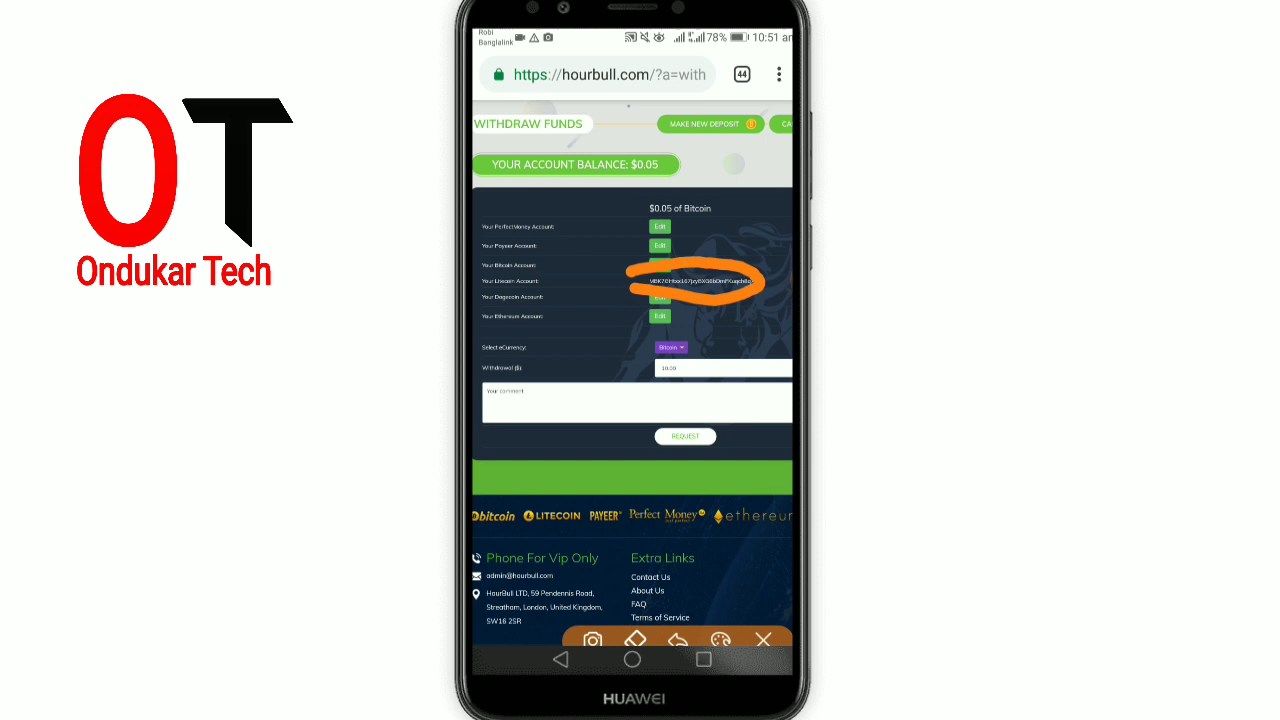 OT
Ondukar Tech
Robi
Banglalink
78% 10:51 am
https://hourbull.com/?a=with
44
WITHDRAW FUNDS
MAKE NEW DEPOSIT
CA
YOUR ACCOUNT BALANCE: $0.05
$0.05 of Bitcoin
Your PerfectMoney Account:
Edit
Your Payeer Account:
Edit
Your Bitcoin Account:
Your Litecoin Account:
Your Dogecoin Account:
Edit
Your Ethereum Account:
Edit
Select eCurrency:
Bitcoin
Withdrawal ($):
10.00
Your comment
REQUEST
bitcoin
LITECOIN
PAYEER
Perfect Money
ethereum
Phone For Vip Only
Extra Links
admin@hourbull.com
Contact Us
About Us
HourBull LTD, 59 Pendennis Road,
Streatham, London, United Kingdom,
SW16 2SR
FAQ
Terms of Service
HUAWEI